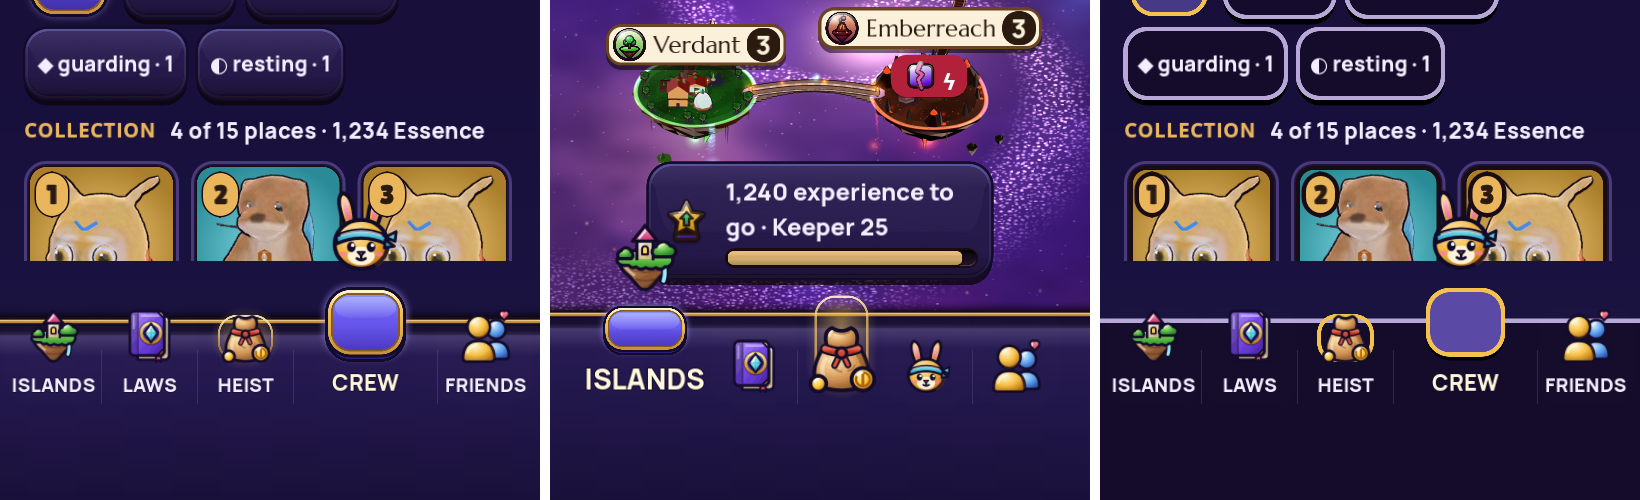 ◆ guarding · 1
◐ resting · 1
COLLECTION 4 of 15 places · 1,234 Essence
1
2
3
ISLANDS
LAWS
HEIST
CREW
FRIENDS
Verdant 3
Emberreach 3
1,240 experience to
go · Keeper 25
ISLANDS
◆ guarding · 1
◐ resting · 1
COLLECTION 4 of 15 places · 1,234 Essence
1
2
3
ISLANDS
LAWS
HEIST
CREW
FRIENDS